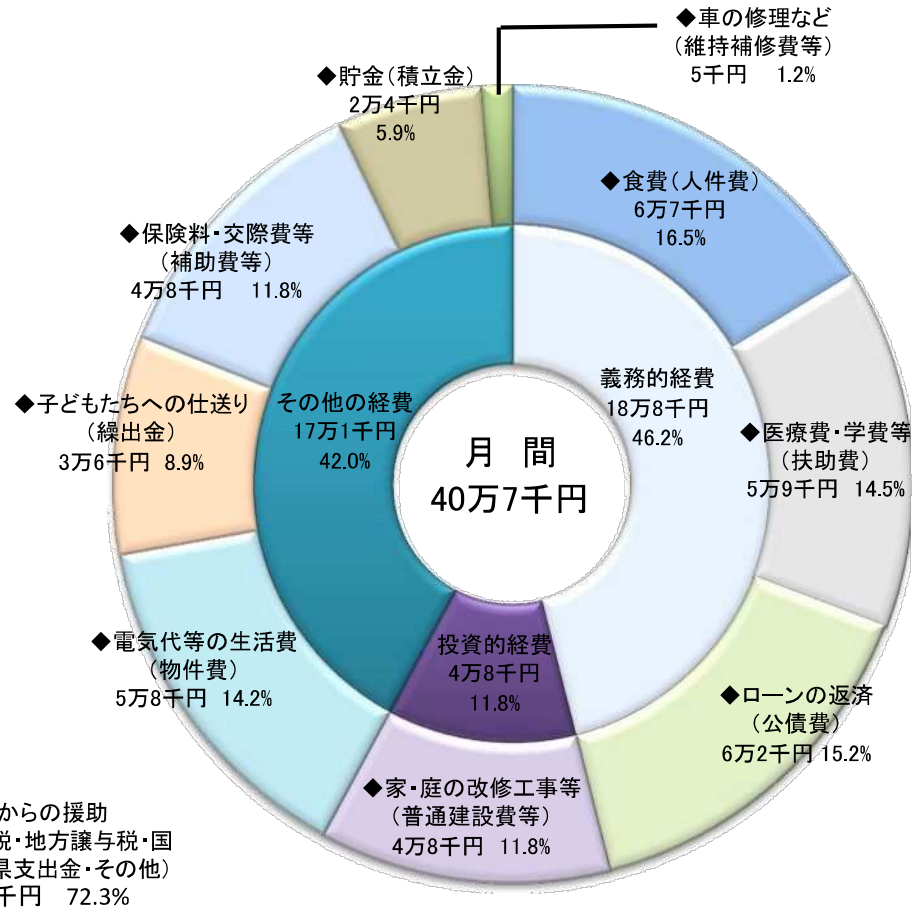 ◆車の修理など
(維持補修費等)
5千円 1.2%
◆貯金(積立金)
2万4千円
5.9%
◆食費(人件費)
6万7千円
16.5%
◆保険料・交際費等
(補助費等)
4万8千円 11.8%
義務的経費
18万8千円
46.2%
その他の経費
17万1千円
42.0%
◆子どもたちへの仕送り
(繰出金)
3万6千円 8.9%
◆医療費・学費等
(扶助費)
5万9千円 14.5%
月 間
40万7千円
◆電気代等の生活費
(物件費)
5万8千円 14.2%
投資的経費
4万8千円
11.8%
◆ローンの返済
(公債費)
6万2千円 15.2%
◆家・庭の改修工事等
(普通建設費等)
4万8千円 11.8%
からの援助
税・地方譲与税・国
県支出金・その他)
千円 72.3%